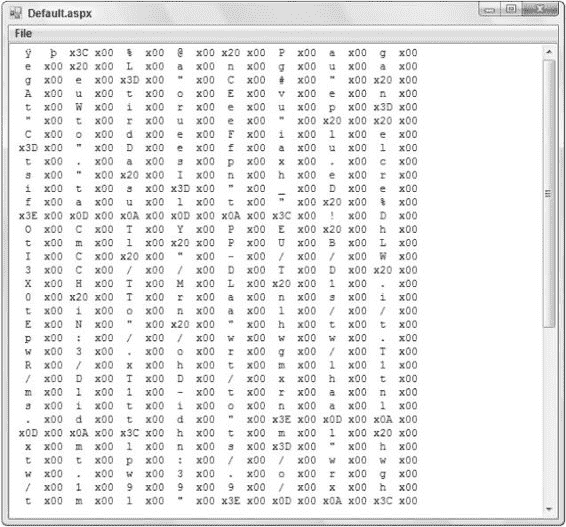 Default.aspx
File
ÿ þ x3C x00 % x00 @ x00 x20 x00 P x00 a x00 g x00
e x00 x20 x00 L x00 a x00 n x00 g x00 u x00 a x00
g x00 e x00 x3D x00 " x00 C x00 # x00 " x00 x20 x00
A x00 u x00 t x00 o x00 E x00 v x00 e x00 n x00
t x00 W x00 i x00 r x00 e x00 u x00 p x00 x3D x00
" x00 t x00 r x00 u x00 e x00 " x00 x20 x00 x20 x00
C x00 o x00 d x00 e x00 F x00 i x00 l x00 e x00
x3D x00 " x00 D x00 e x00 f x00 a x00 u x00 l x00
t x00 . x00 a x00 s x00 p x00 x x00 . x00 c x00
s x00 " x00 x20 x00 I x00 n x00 h x00 e x00 r x00
i x00 t x00 s x00 x3D x00 " x00 _ x00 D x00 e x00
f x00 a x00 u x00 l x00 t x00 " x00 x20 x00 % x00
x3E x00 x0D x00 x0A x00 x0D x00 x0A x00 x3C x00 ! x00 D x00
O x00 C x00 T x00 Y x00 P x00 E x00 x20 x00 h x00
t x00 m x00 l x00 x20 x00 P x00 U x00 B x00 L x00
I x00 C x00 x20 x00 " x00 - x00 / x00 / x00 W x00
3 x00 C x00 / x00 / x00 D x00 T x00 D x00 x20 x00
X x00 H x00 T x00 M x00 L x00 x20 x00 1 x00 . x00
0 x00 x20 x00 T x00 r x00 a x00 n x00 s x00 i x00
t x00 i x00 o x00 n x00 a x00 l x00 / x00 / x00
E x00 N x00 " x00 x20 x00 " x00 h x00 t x00 t x00
p x00 : x00 / x00 / x00 w x00 w x00 w x00 . x00
w x00 3 x00 . x00 o x00 r x00 g x00 / x00 T x00
R x00 / x00 x x00 h x00 t x00 m x00 l x00 1 x00
/ x00 D x00 T x00 D x00 / x00 x x00 h x00 t x00
m x00 l x00 1 x00 - x00 t x00 r x00 a x00 n x00
s x00 i x00 t x00 i x00 o x00 n x00 a x00 l x00
. x00 d x00 t x00 d x00 " x00 x3E x00 x0D x00 x0A x00
x0D x00 x0A x00 x3C x00 h x00 t x00 m x00 l x00 x20 x00
x x00 m x00 l x00 n x00 s x00 x3D x00 " x00 h x00
t x00 t x00 p x00 : x00 / x00 / x00 w x00 w x00
w x00 . x00 w x00 3 x00 . x00 o x00 r x00 g x00
/ x00 1 x00 9 x00 9 x00 9 x00 / x00 x x00 h x00
t x00 m x00 l x00 " x00 x3E x00 x0D x00 x0A x00 x3C x00